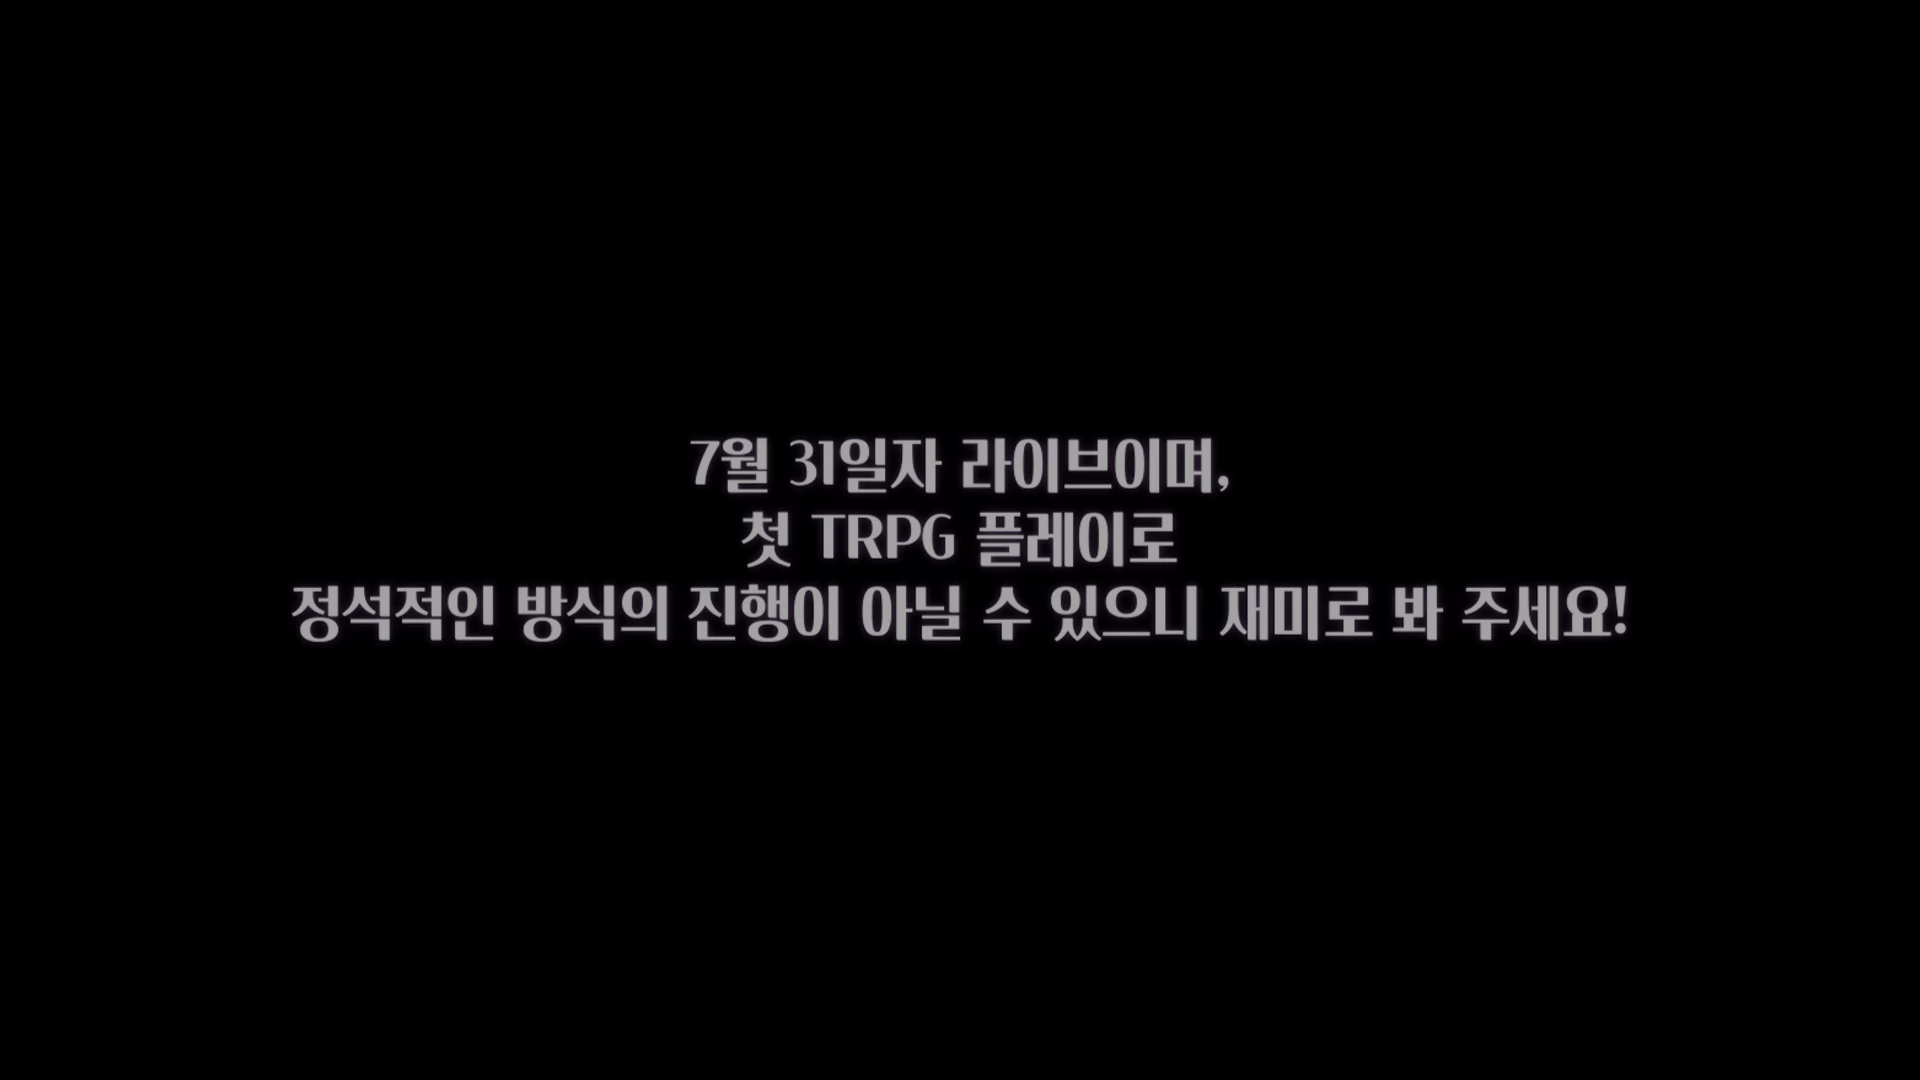 7월 31일자 라이브이며,
첫 TRPG 플레이로
정석적인 방식의 진행이 아닐 수 있으니 재미로 봐 주세요!